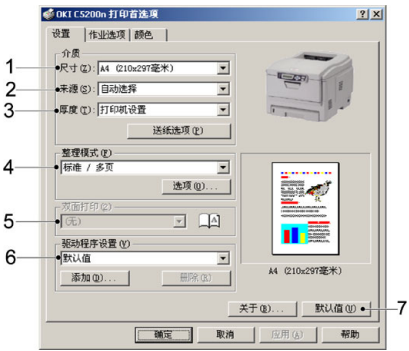 OKI C5200n 打印首选项
设置 作业选项 颜色
介质
1 尺寸(Z): A4 (210x297毫米)
2 来源(S): 自动选择
3 厚度(T): 打印机设置
送纸选项(P)
整理模式(F)
4 标准 / 多页
选项(O)...
双面打印(2)
5 (无)
A
驱动程序设置(V)
6 默认值
添加(D)...
删除(R)
A4 (210x297毫米)
关于(B)...
默认值(U) 7
确定 取消 应用(A) 帮助